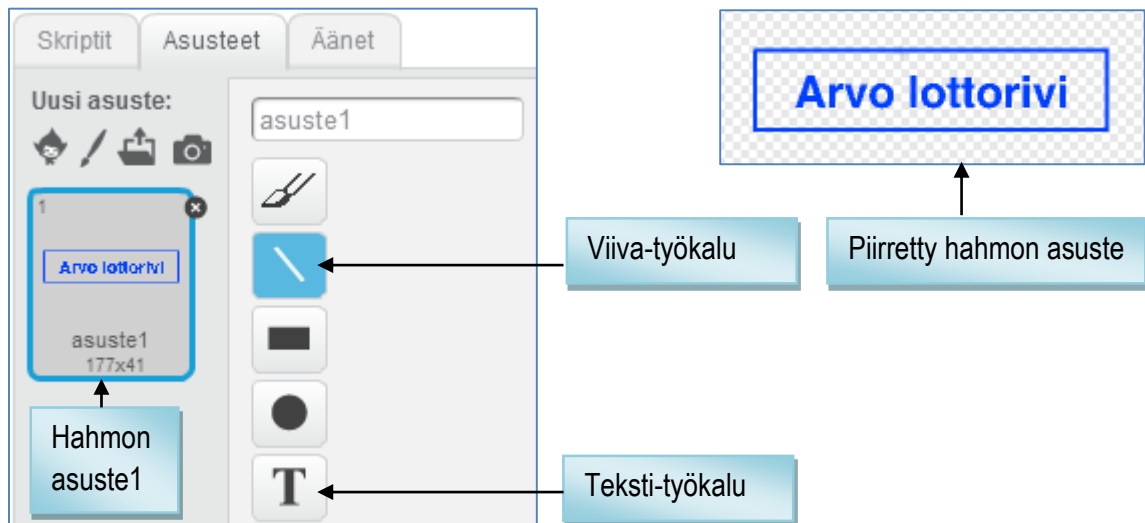 Skriptit
Asusteet
Äänet
Uusi asuste:
asuste1
1
Arvo lottorivi
asuste1
177x41
Hahmon
asuste1
T
Viiva-työkalu
Teksti-työkalu
Arvo lottorivi
Piirretty hahmon asuste